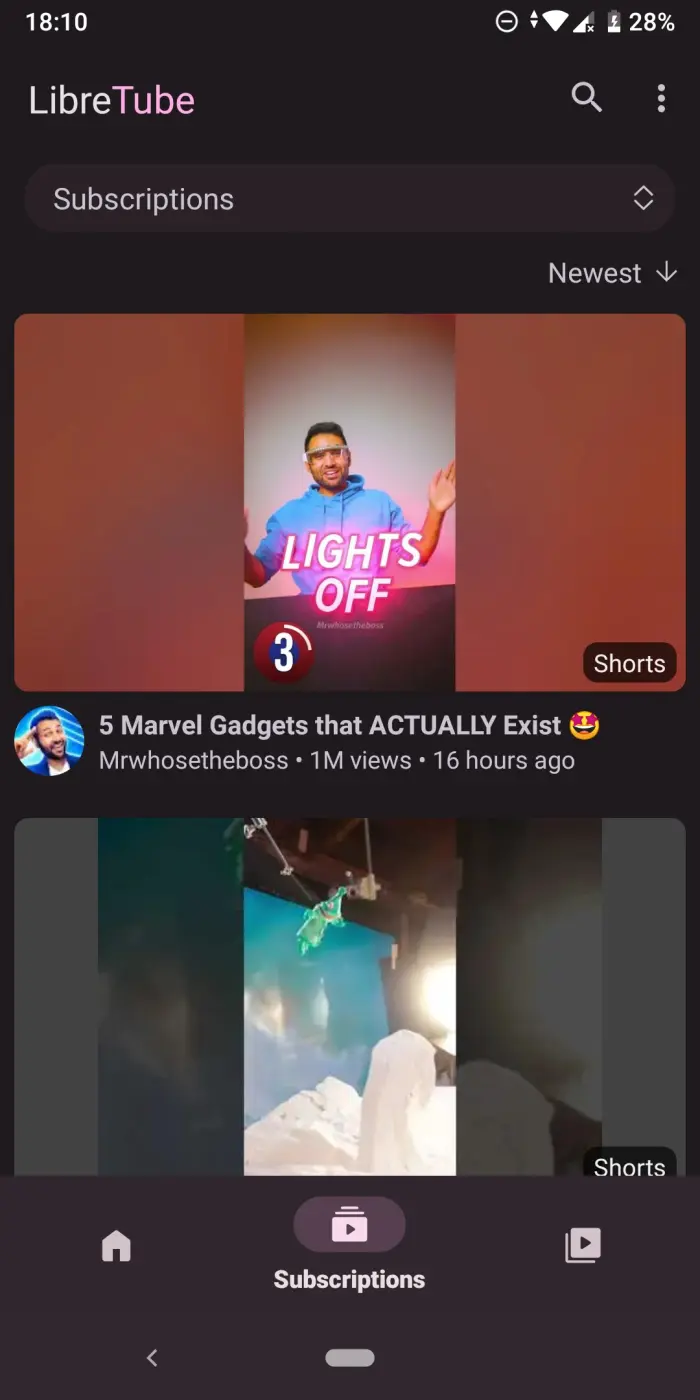 18:10
28%
LibreTube
Subscriptions
Newest
LIGHTS
OFF
Mrwhosetheboss
3
Shorts
5 Marvel Gadgets that ACTUALLY Exist 🤩
Mrwhosetheboss • 1M views • 16 hours ago
Shorts
Subscriptions